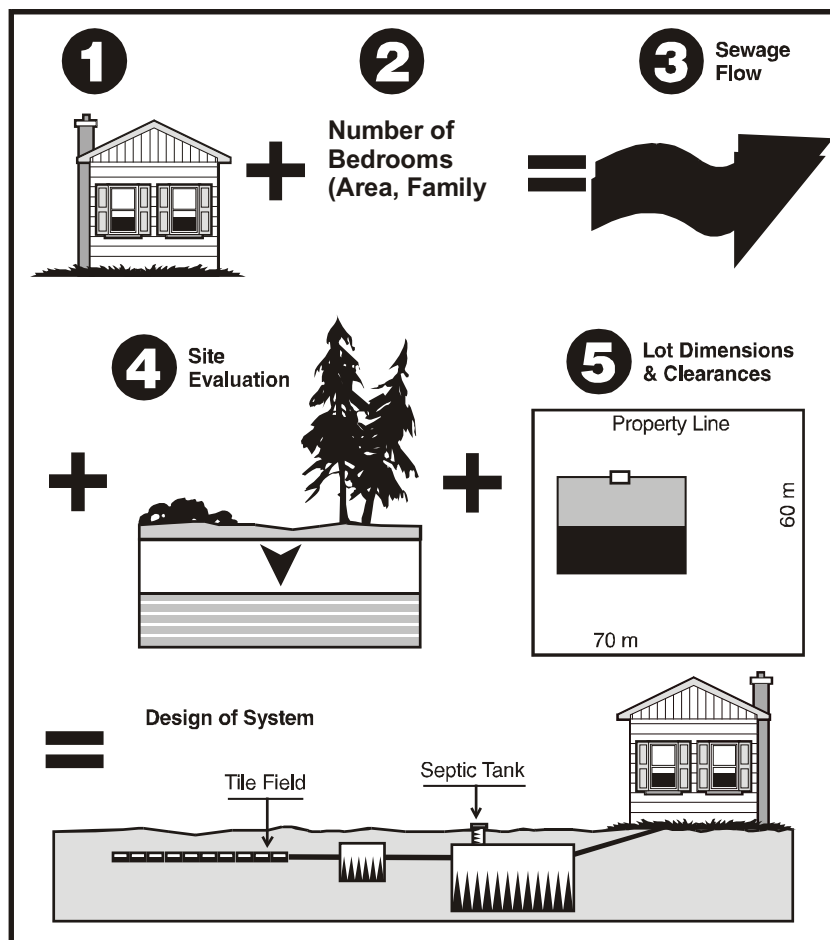 1
2
3
Sewage
Flow
Number of
Bedrooms
(Area, Family
4
Site
Evaluation
5
Lot Dimensions
& Clearances
Property Line
60 m
70 m
Design of System
Tile Field
Septic Tank